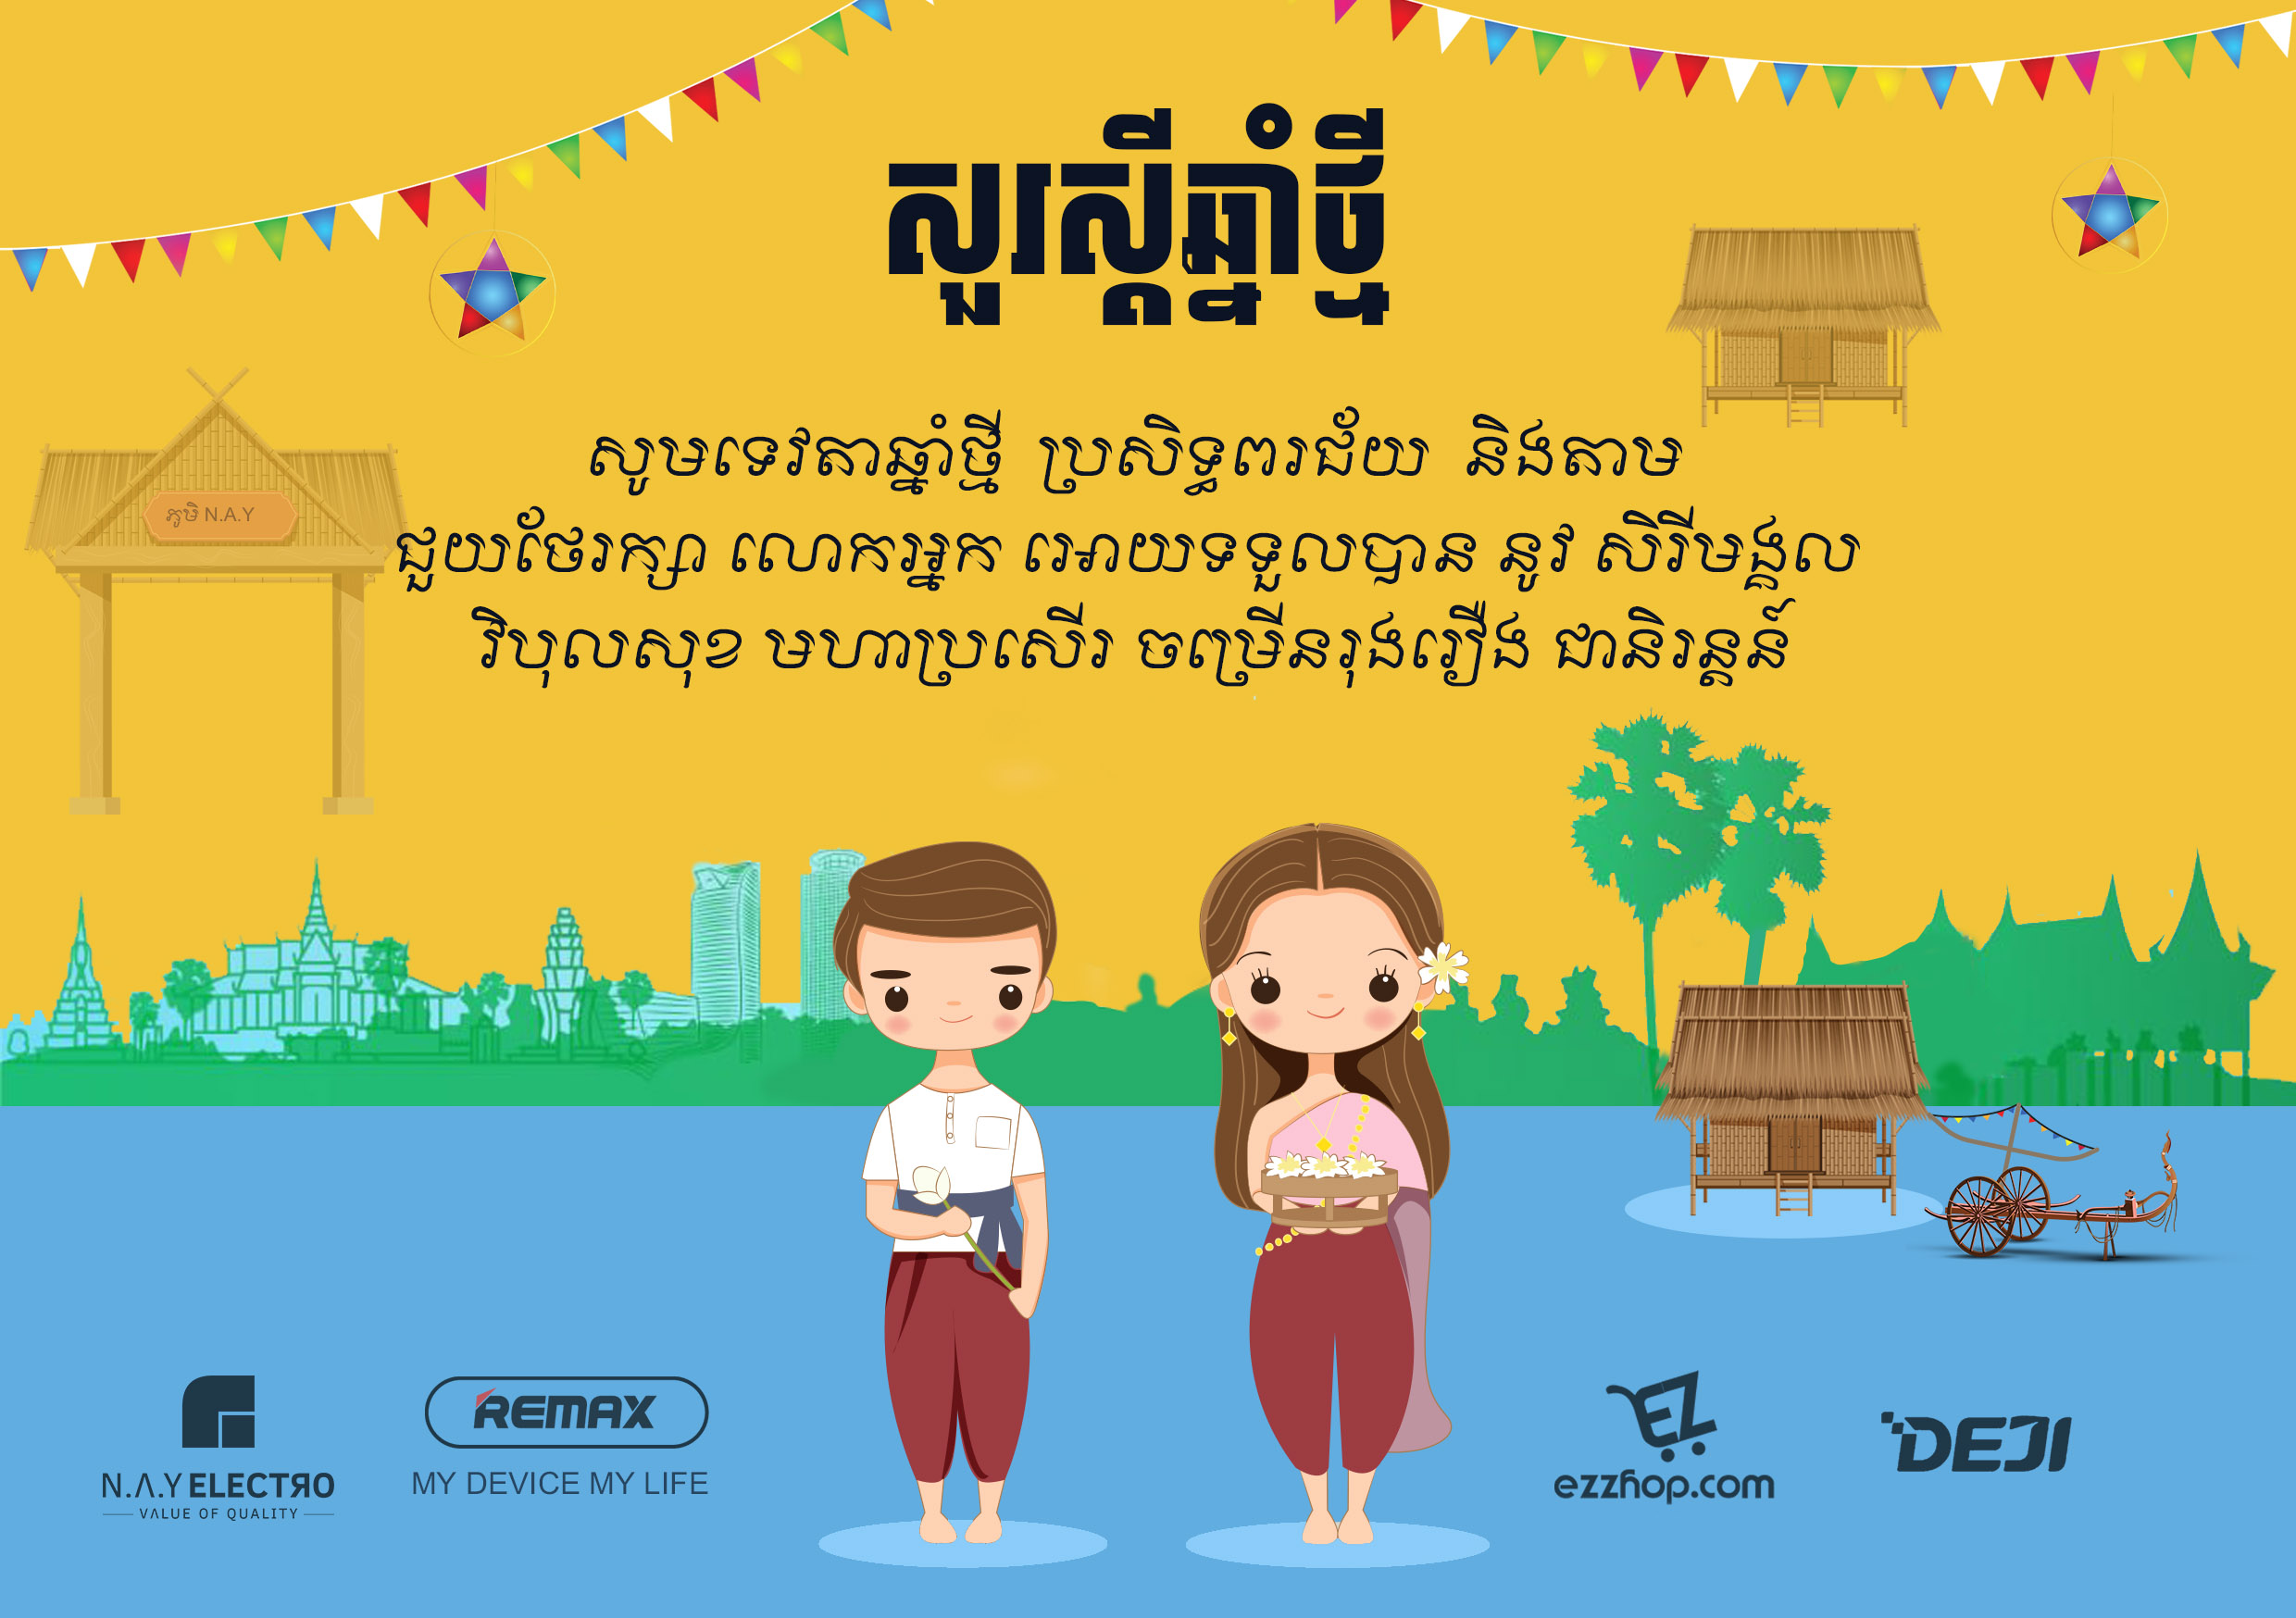 សួរស្តីឆ្នាំថ្មី
សូមទេវតាឆ្នាំថ្មី ប្រសិទ្ធពរជ័យ និងតាម
ជួយថែរក្សា លោកអ្នក អោយទទួលបាន នូវ សិរីមង្គល
វិបុលសុខ មហាប្រសើរ ចម្រើនរុងរឿង ជានិរន្តន៍
ភូមិ N.A.Y
N.A.Y ELECTRO
VALUE OF QUALITY
REMAX
MY DEVICE MY LIFE
EZ
ezzhop.com
DEJI